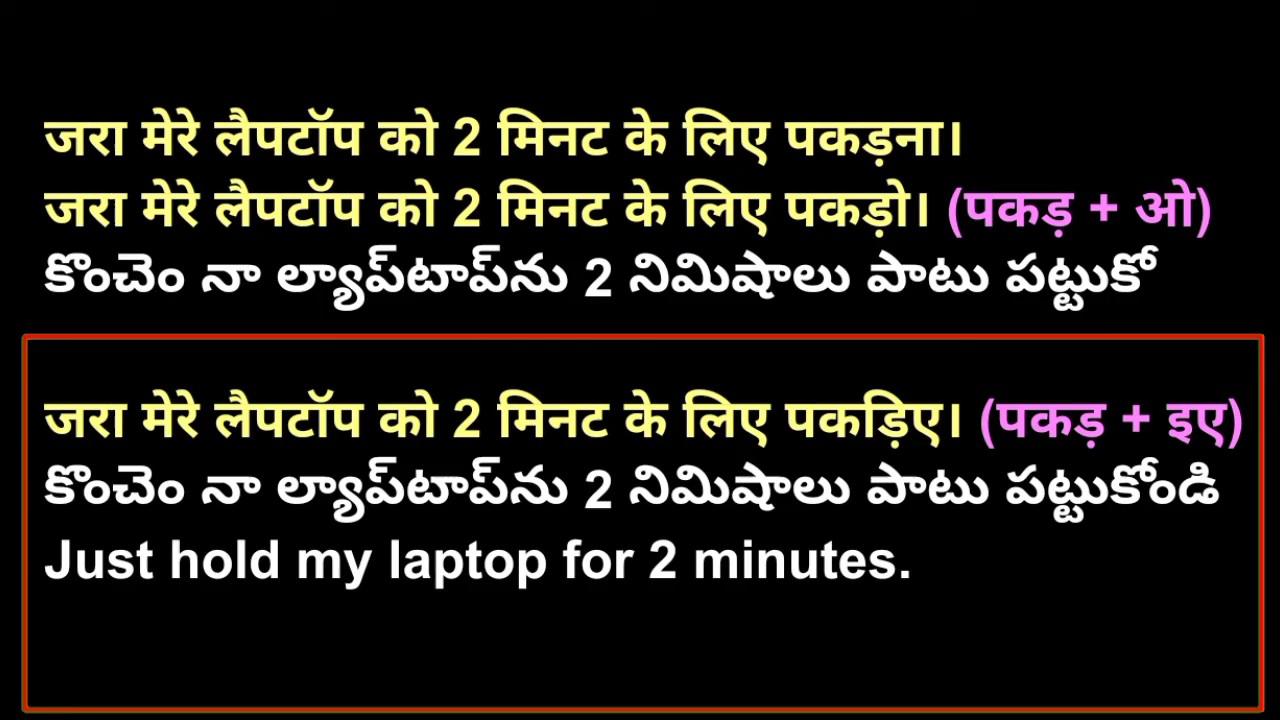 जरा मेरे लैपटॉप को 2 मिनट के लिए पकड़ना।
जरा मेरे लैपटॉप को 2 मिनट के लिए पकड़ो। (पकड़ + ओ)
కొంచెం నా ల్యాప్‌టాప్‌ను 2 నిమిషాలు పాటు పట్టుకో
जरा मेरे लैपटॉप को 2 मिनट के लिए पकड़िए। (पकड़ + इए)
కొంచెం నా ల్యాప్‌టాప్‌ను 2 నిమిషాలు పాటు పట్టుకోండి
Just hold my laptop for 2 minutes.